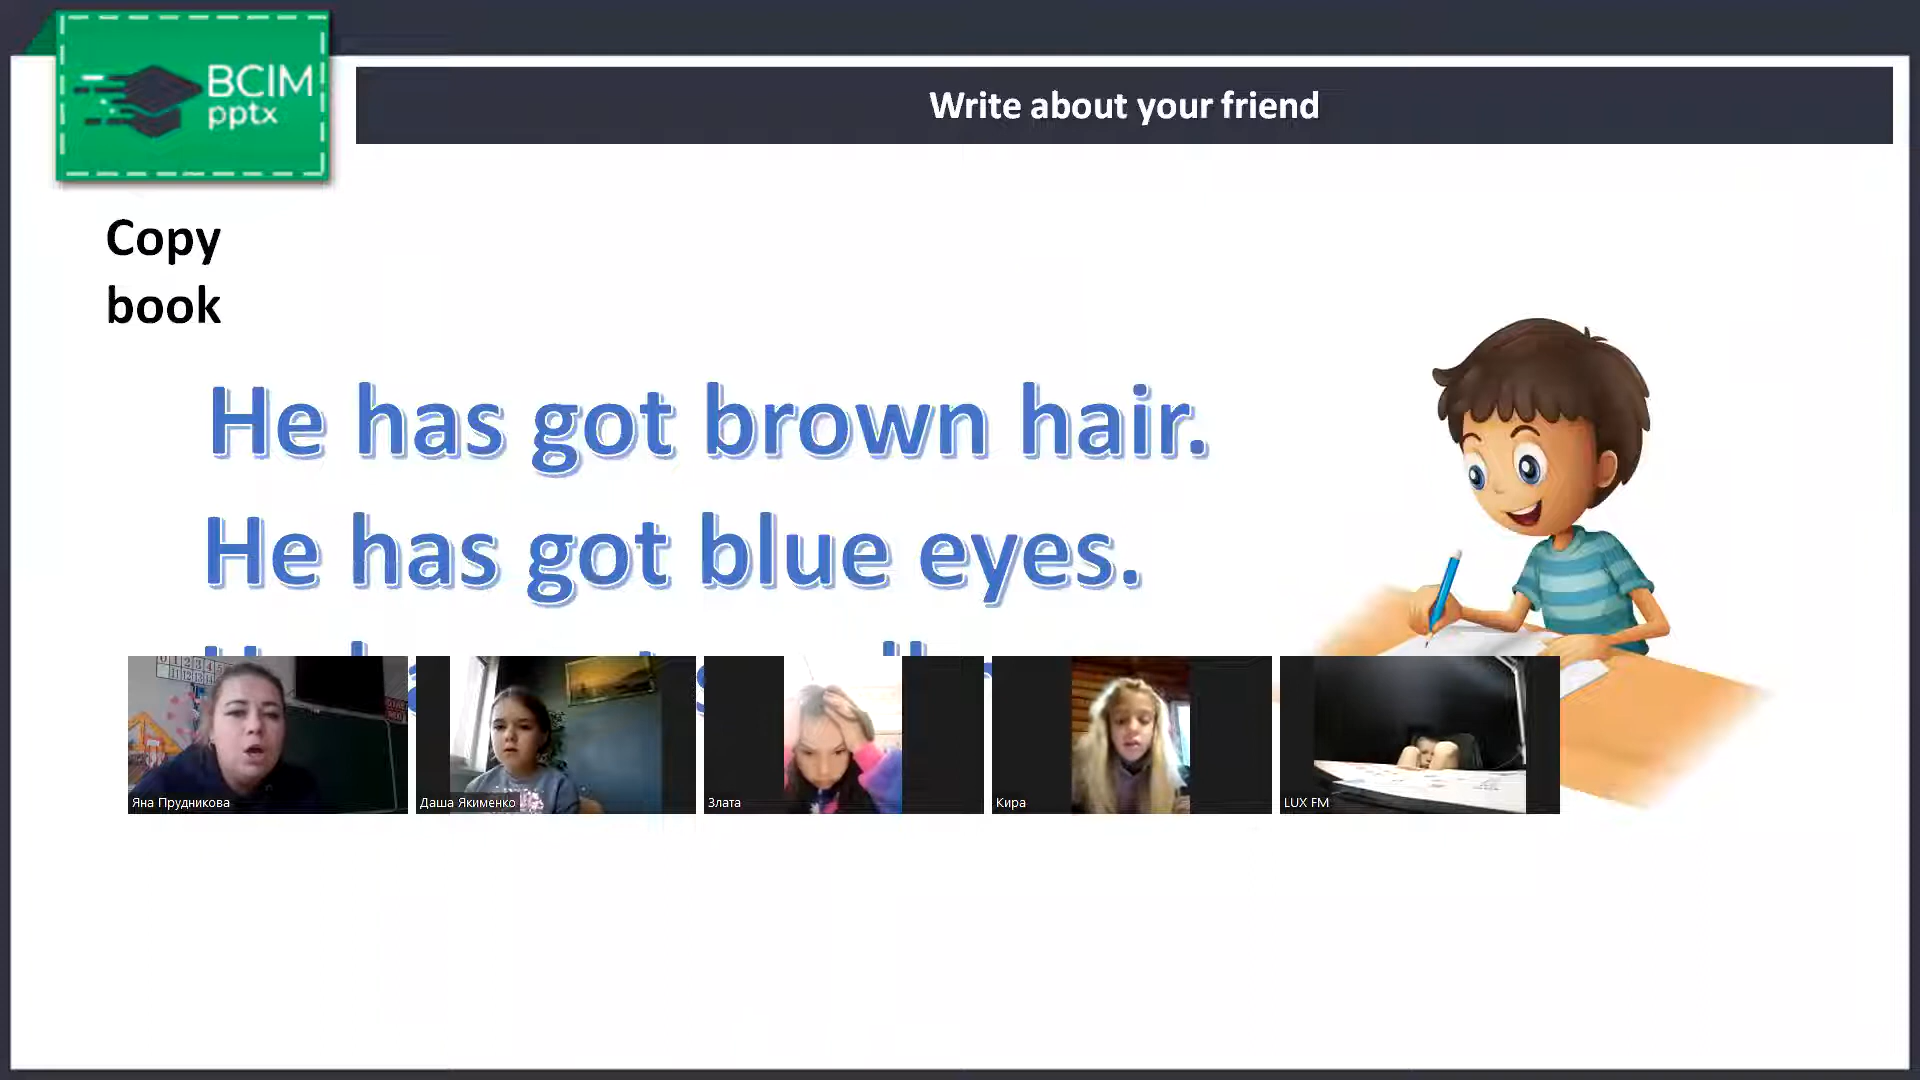 BCIM
pptx
Write about your friend
Copy
book
He has got brown hair.
He has got blue eyes.
Яна Прудникова
Даша Якименко
Злата
Кира
LUX FM